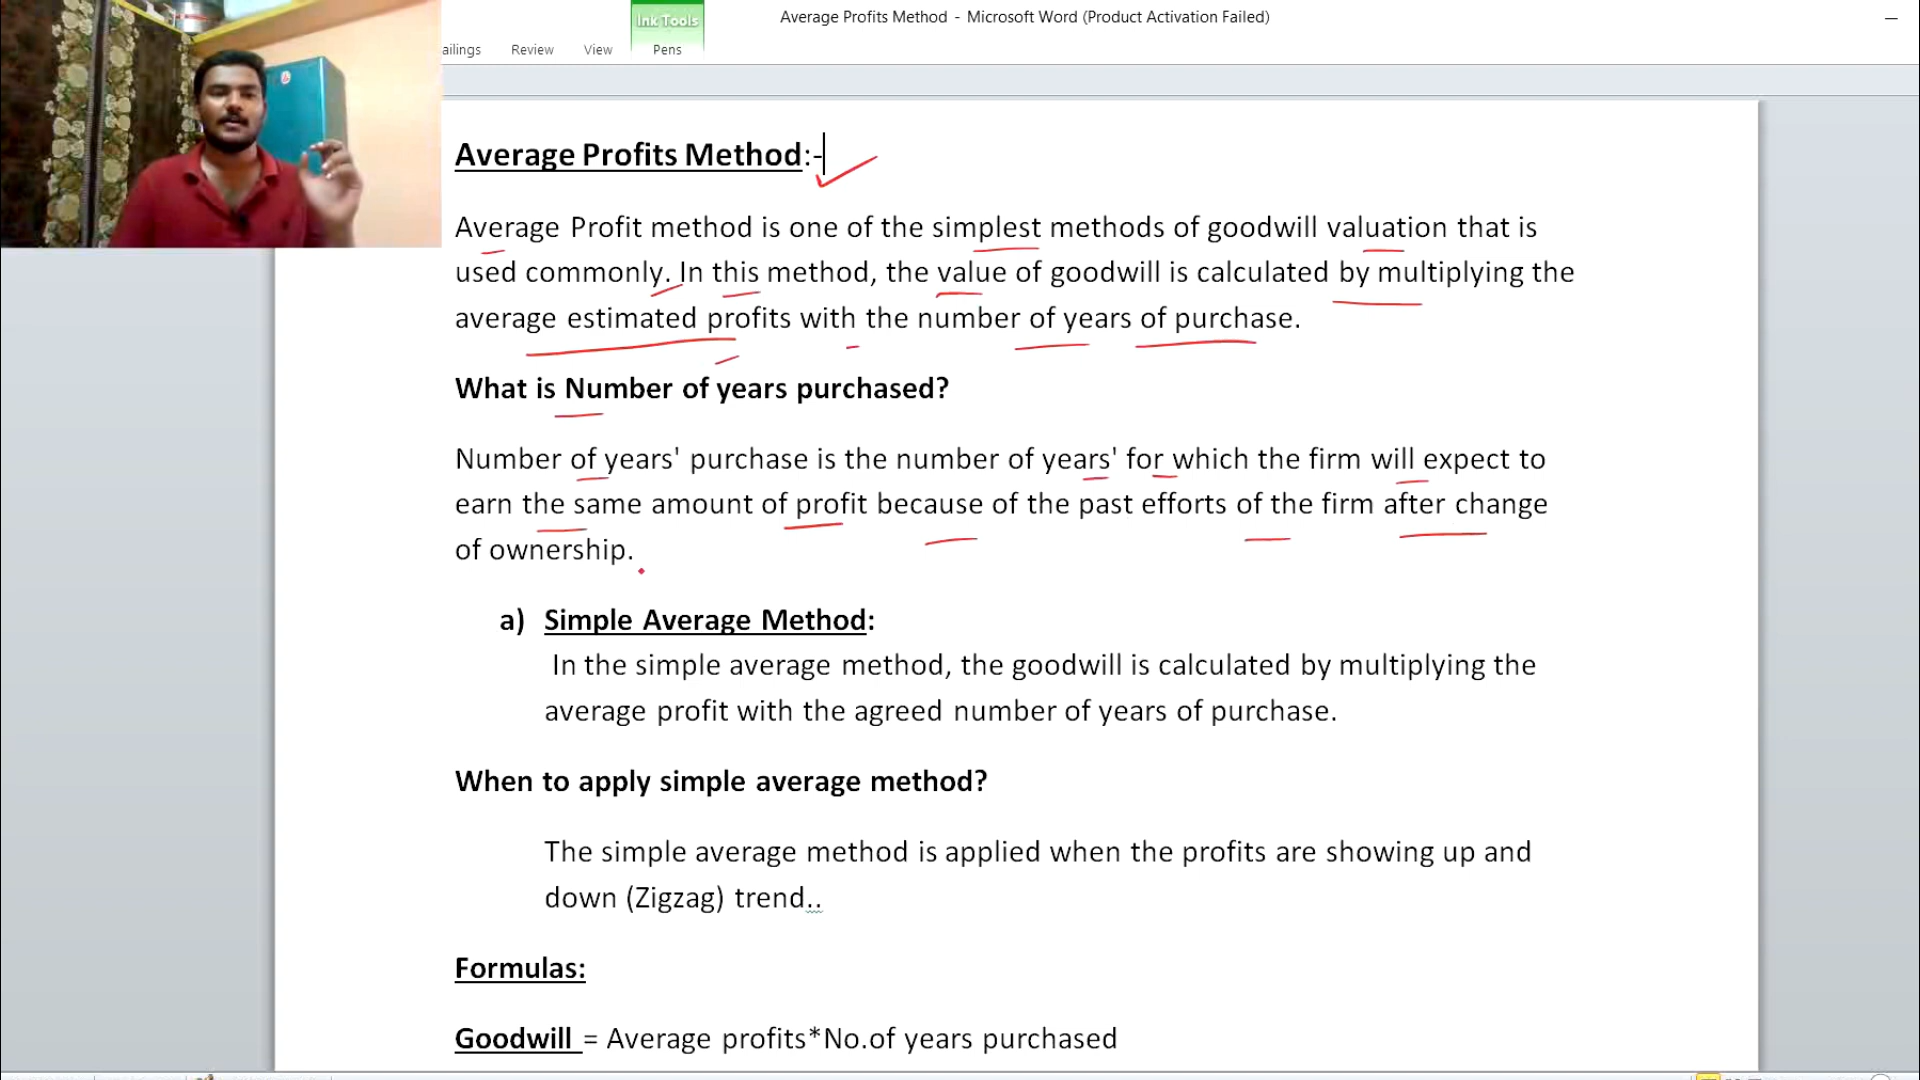 Ink Tools
Average Profits Method - Microsoft Word (Product Activation Failed)
ailings Review View Pens
Average Profits Method:-
Average Profit method is one of the simplest methods of goodwill valuation that is
used commonly. In this method, the value of goodwill is calculated by multiplying the
average estimated profits with the number of years of purchase.
What is Number of years purchased?
Number of years' purchase is the number of years' for which the firm will expect to
earn the same amount of profit because of the past efforts of the firm after change
of ownership.
a) Simple Average Method:
In the simple average method, the goodwill is calculated by multiplying the
average profit with the agreed number of years of purchase.
When to apply simple average method?
The simple average method is applied when the profits are showing up and
down (Zigzag) trend..
Formulas:
Goodwill = Average profits*No.of years purchased